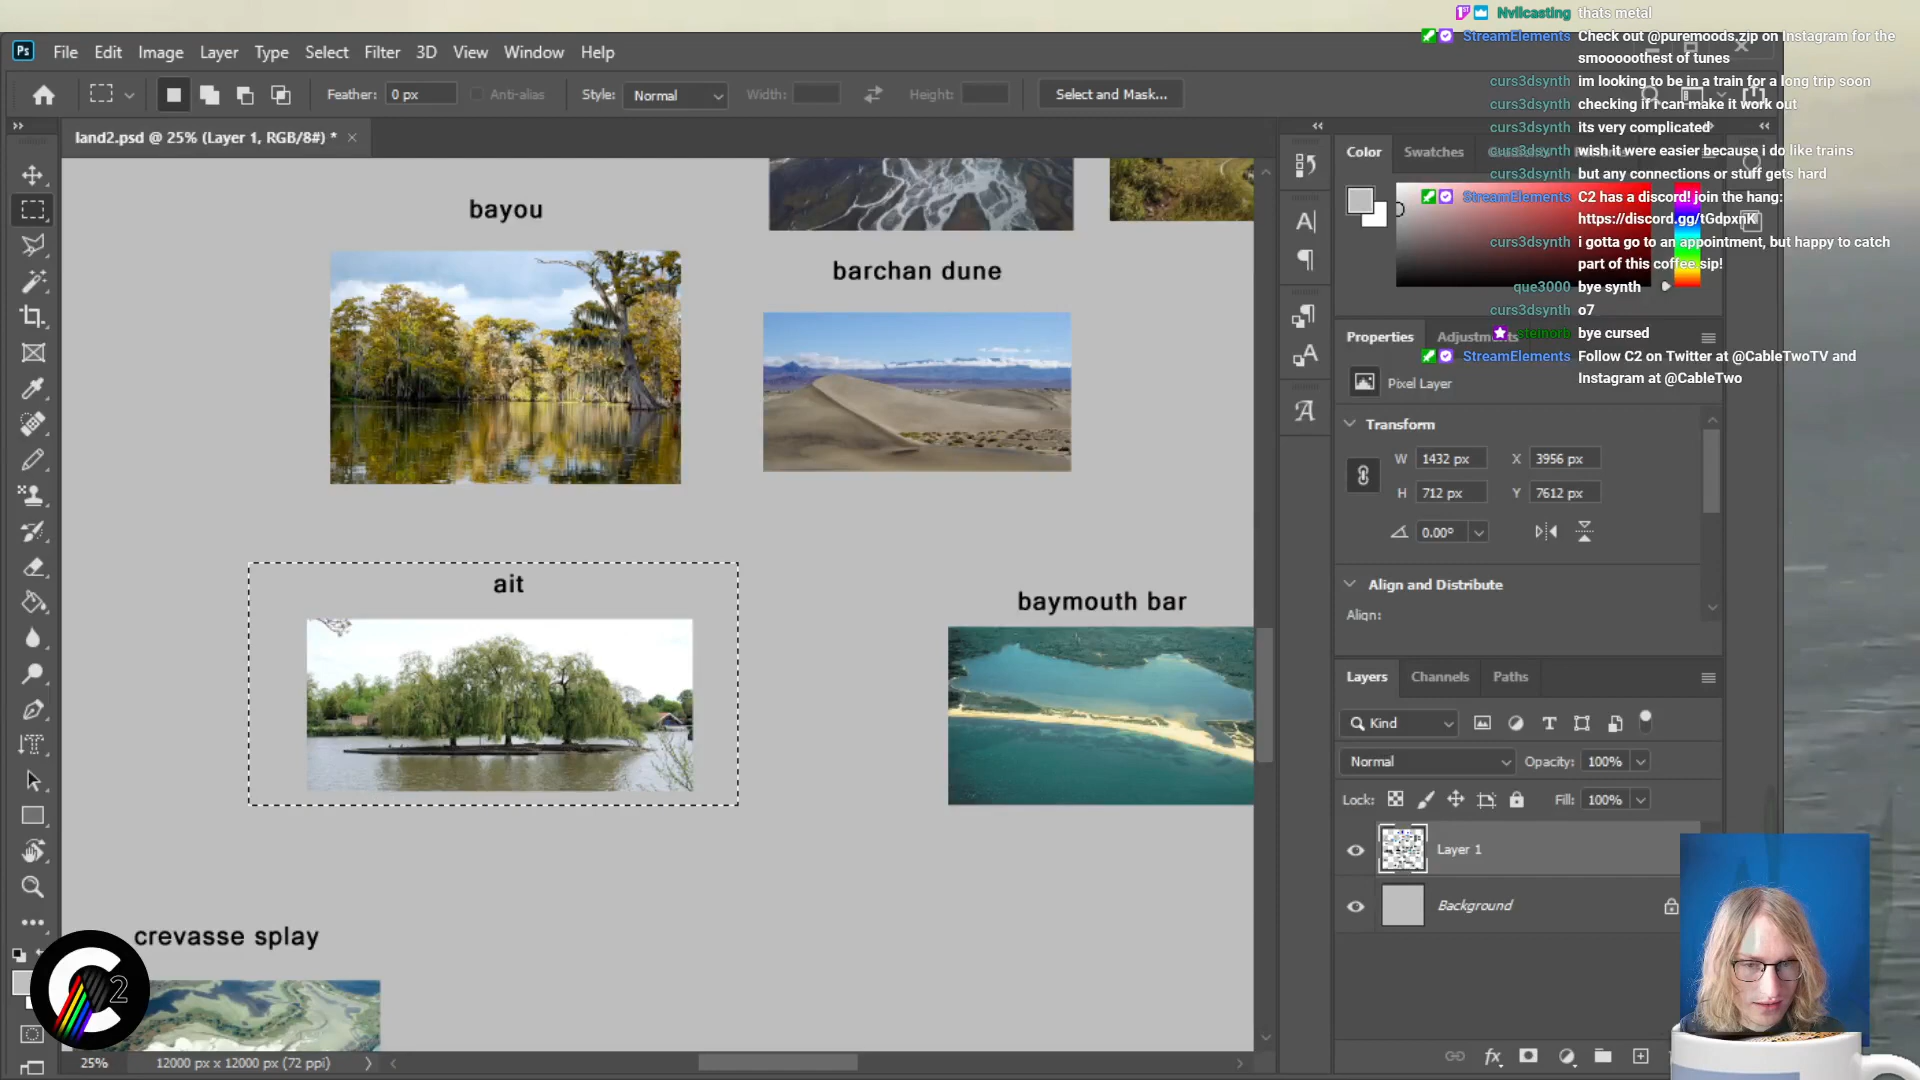 Nvllcasting thats metal
StreamElements Check out @puremoods.zip on Instagram for the
smooooothest of tunes
curs3dsynth im looking to be in a train for a long trip soon
curs3dsynth checking if i can make it work out
curs3dsynth its very complicated
curs3dsynth wish it were easier because i do like trains
curs3dsynth but any connections or stuff gets hard
StreamElements C2 has a discord! join the hang:
https://discord.gg/tGdpxnK
curs3dsynth i gotta go to an appointment, but happy to catch
part of this coffee sip!
que3000 bye synth
curs3dsynth o7
steinorb bye cursed
StreamElements Follow C2 on Twitter at @CableTwoTV and
Instagram at @CableTwo
Ps File Edit Image Layer Type Select Filter 3D View Window Help
Feather: 0 px Anti-alias Style: Normal Width: Height: Select and Mask...
land2.psd @ 25% (Layer 1, RGB/8#) *
bayou
barchan dune
ait
baymouth bar
crevasse splay
25% 12000 px x 12000 px (72 ppi)
Color Swatches
Properties Adjustments
Pixel Layer
Transform
W 1432 px X 3956 px
H 712 px Y 7612 px
0.00°
Align and Distribute
Align:
Layers Channels Paths
Kind
Normal Opacity: 100%
Lock: Fill: 100%
Layer 1
Background
C2